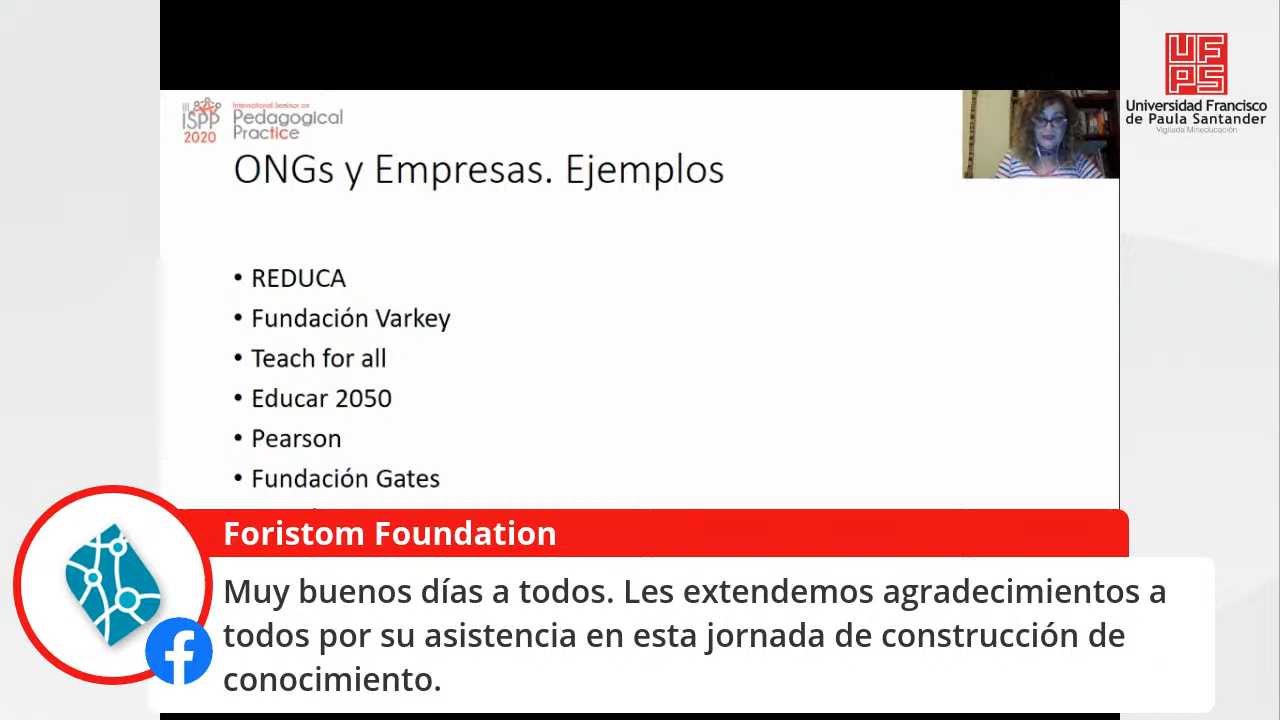 III
ISPP
2020
International Seminar on
Pedagogical
Practice
ONGs y Empresas. Ejemplos
• REDUCA
• Fundación Varkey
• Teach for all
• Educar 2050
• Pearson
• Fundación Gates
UFPS
Universidad Francisco
de Paula Santander
Vigilada Mineducación
Foristom Foundation
Muy buenos días a todos. Les extendemos agradecimientos a
todos por su asistencia en esta jornada de construcción de
conocimiento.